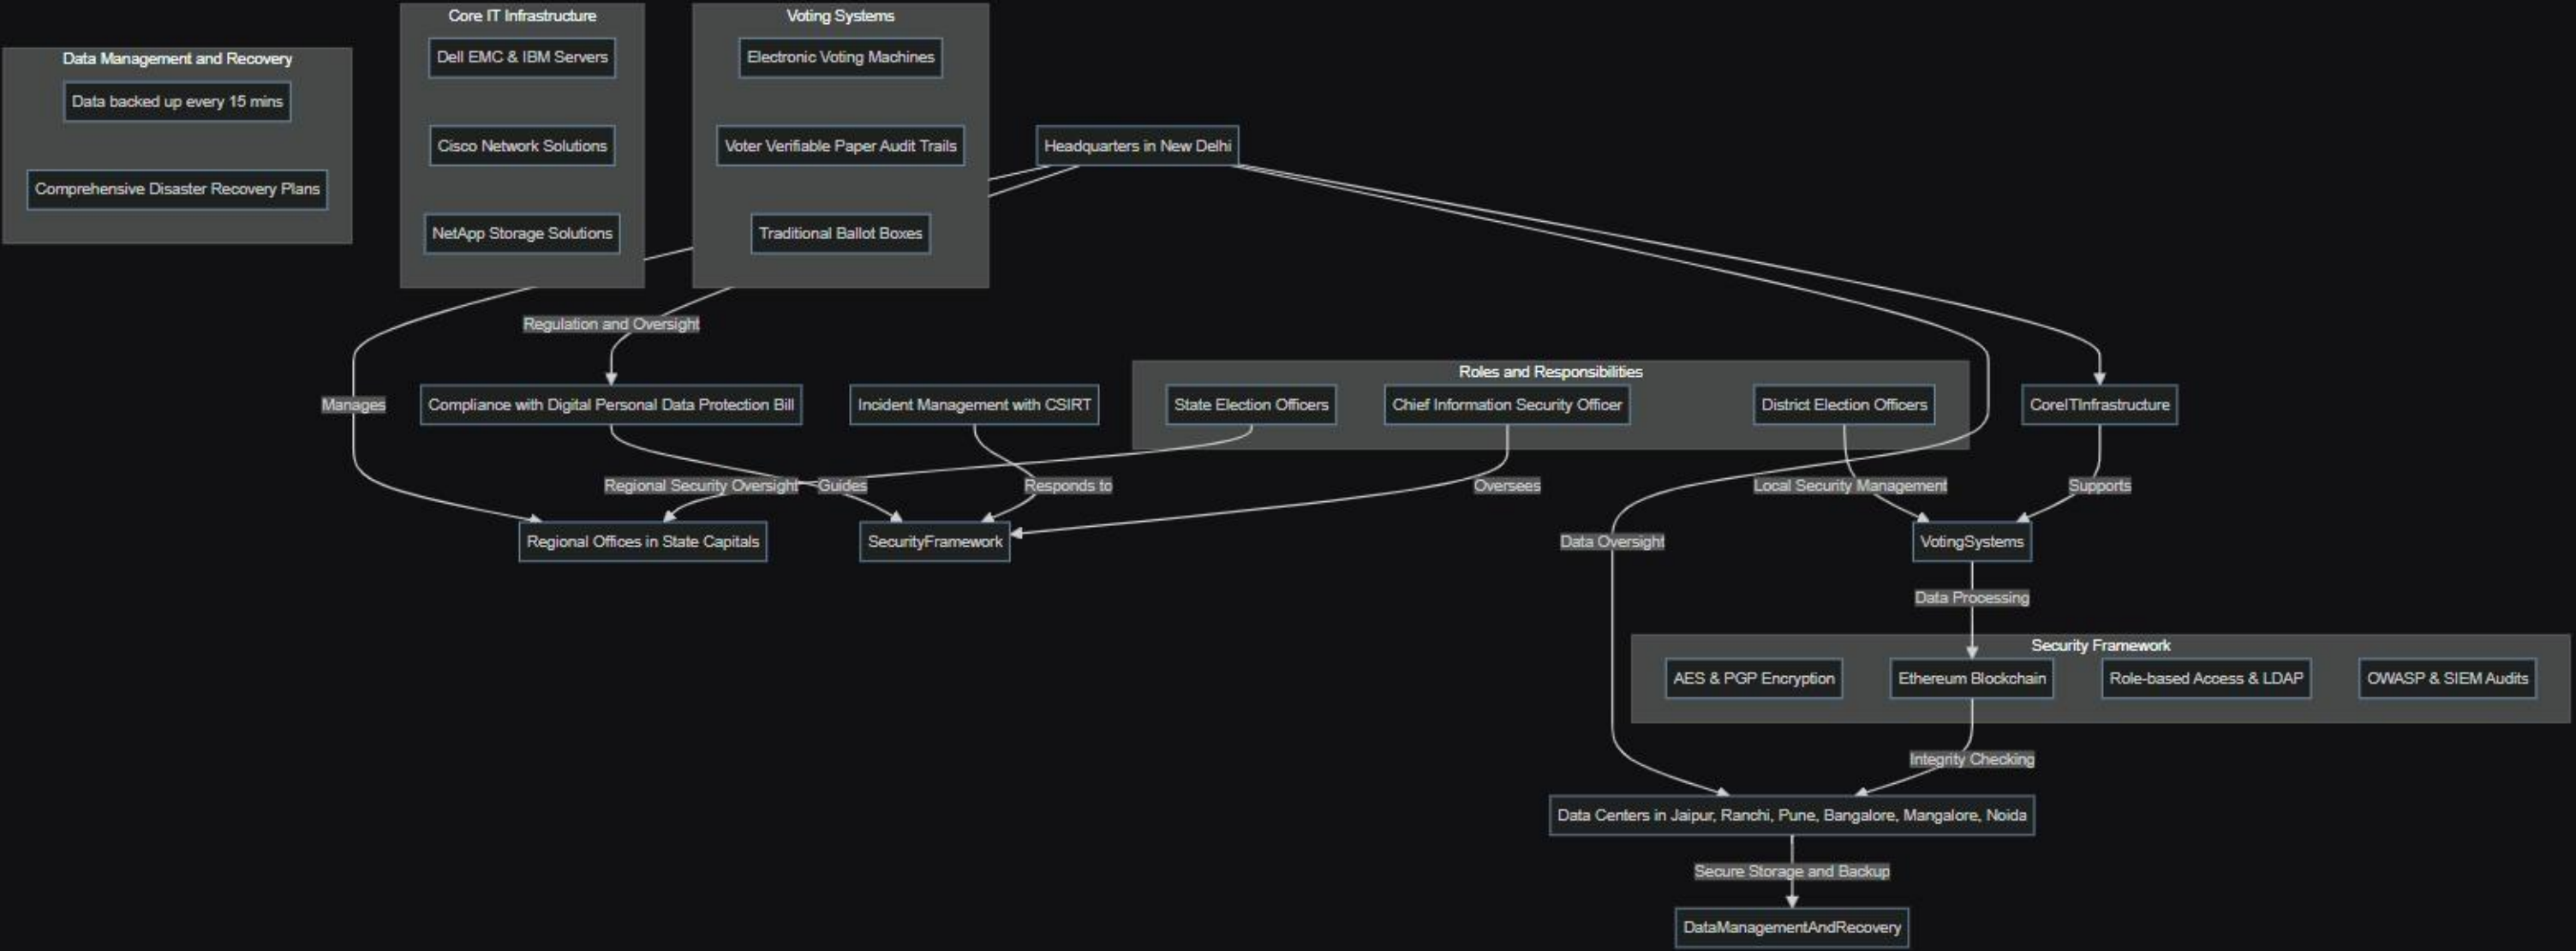 Core IT Infrastructure
Voting Systems
Data Management and Recovery
Dell EMC & IBM Servers
Electronic Voting Machines
Data backed up every 15 mins
Cisco Network Solutions
Voter Verifiable Paper Audit Trails
Headquarters in New Delhi
Comprehensive Disaster Recovery Plans
NetApp Storage Solutions
Traditional Ballot Boxes
Regulation and Oversight
Roles and Responsibilities
Manages
Compliance with Digital Personal Data Protection Bill
Incident Management with CSIRT
State Election Officers
Chief Information Security Officer
District Election Officers
CoreITInfrastructure
Regional Security Oversight
Guides
Responds to
Oversees
Local Security Management
Supports
Regional Offices in State Capitals
SecurityFramework
Data Oversight
VotingSystems
Data Processing
Security Framework
AES & PGP Encryption
Ethereum Blockchain
Role-based Access & LDAP
OWASP & SIEM Audits
Integrity Checking
Data Centers in Jaipur, Ranchi, Pune, Bangalore, Mangalore, Noida
Secure Storage and Backup
DataManagementAndRecovery